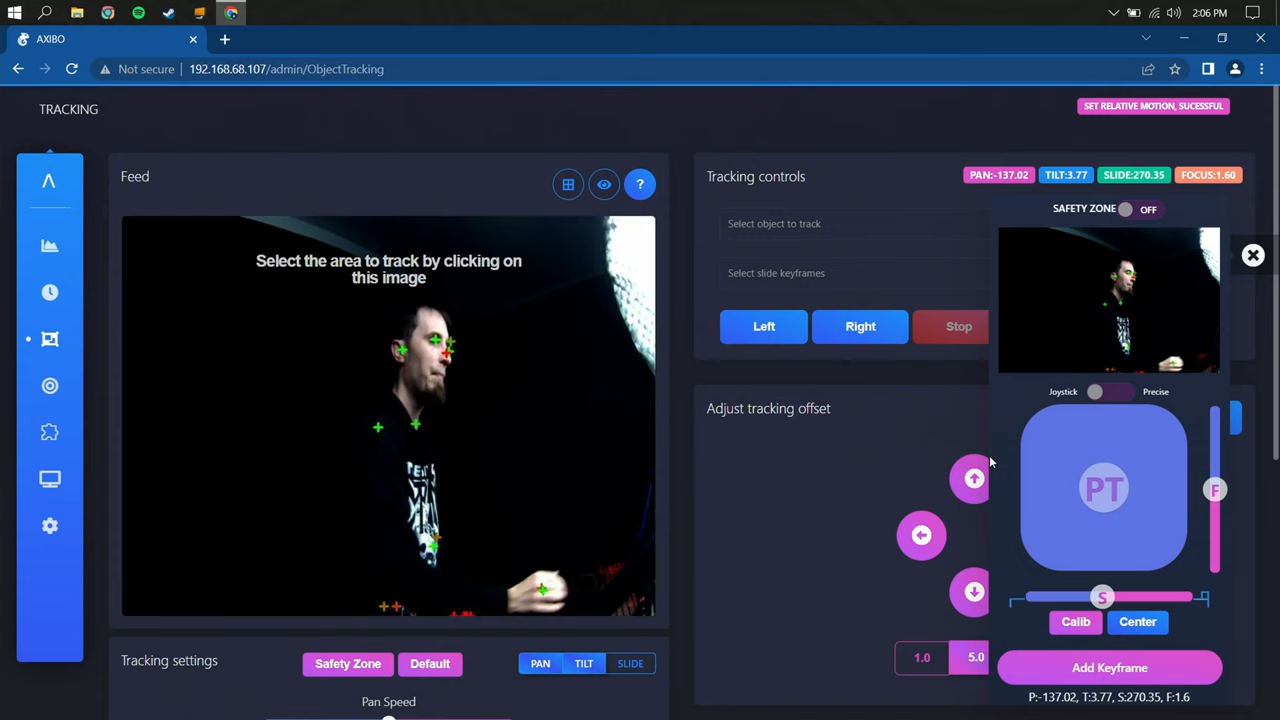 2:06 PM
AXIBO
Not secure
192.168.68.107/admin/ObjectTracking
TRACKING
SET RELATIVE MOTION, SUCESSFUL
Feed
?
Select the area to track by clicking on
this image
Tracking controls
PAN:-137.02
TILT:3.77
SLIDE:270.35
FOCUS:1.60
Select object to track
Select slide keyframes
Left
Right
Stop
SAFETY ZONE
OFF
Joystick
Precise
PT
F
S
Calib
Center
Add Keyframe
P:-137.02, T:3.77, S:270.35, F:1.6
Adjust tracking offset
1.0
5.0
Tracking settings
Safety Zone
Default
PAN
TILT
SLIDE
Pan Speed